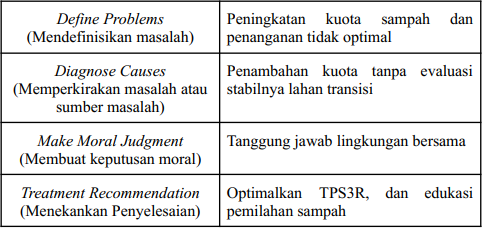 Define Problems
(Mendefinisikan masalah)
Peningkatan kuota sampah dan
penanganan tidak optimal
Diagnose Causes
(Memperkirakan masalah atau
sumber masalah)
Penambahan kuota tanpa evaluasi
stabilnya lahan transisi
Make Moral Judgment
(Membuat keputusan moral)
Tanggung jawab lingkungan bersama
Treatment Recommendation
(Menekankan Penyelesaian)
Optimalkan TPS3R, dan edukasi
pemilahan sampah